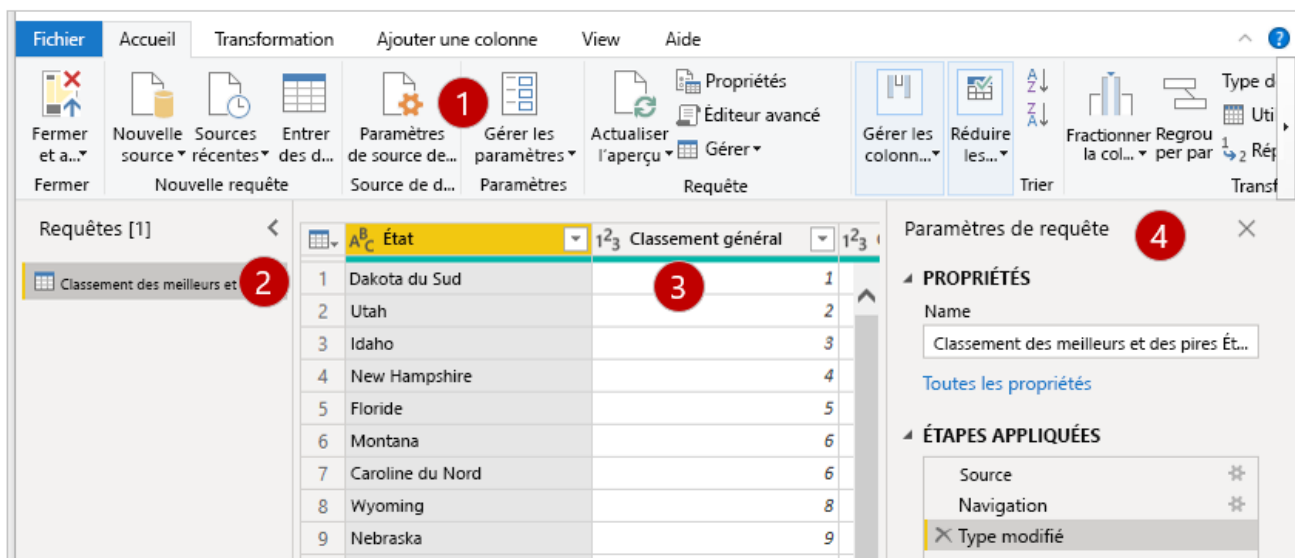 Fichier Accueil Transformation Ajouter une colonne View Aide ?
1
Fermer et a...
Nouvelle source
Sources récentes
Entrer des d...
Paramètres de source de...
Gérer les paramètres
Actualiser l'aperçu
Propriétés
Éditeur avancé
Gérer
Gérer les colonn...
Réduire les...
Fractionner la col...
Regrou per par
Type d
Uti
Rép
Fermer Nouvelle requête Source de d... Paramètres Requête Trier Transf
Requêtes [1]
Classement des meilleurs et
2
ABC État 123 Classement général 123
3
1 Dakota du Sud 1
2 Utah 2
3 Idaho 3
4 New Hampshire 4
5 Floride 5
6 Montana 6
7 Caroline du Nord 6
8 Wyoming 8
9 Nebraska 9
Paramètres de requête
4
PROPRIÉTÉS
Name
Classement des meilleurs et des pires Ét...
Toutes les propriétés
ÉTAPES APPLIQUÉES
Source
Navigation
Type modifié